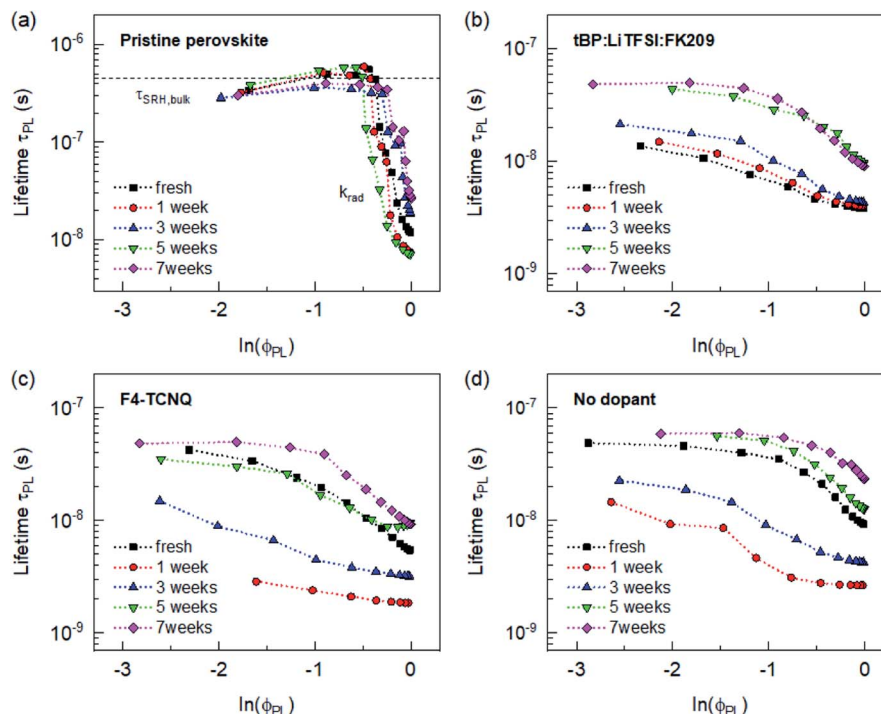 (a)
Pristine perovskite
10⁻⁶
10⁻⁷
10⁻⁸
Lifetime τPL (s)
τSRH,bulk
krad
fresh
1 week
3 weeks
5 weeks
7weeks
-3 -2 -1 0
ln(ϕPL)
(b)
tBP:LiTFSI:FK209
10⁻⁷
10⁻⁸
10⁻⁹
Lifetime τPL (s)
fresh
1 week
3 weeks
5 weeks
7weeks
-3 -2 -1 0
ln(ϕPL)
(c)
F4-TCNQ
10⁻⁷
10⁻⁸
10⁻⁹
Lifetime τPL (s)
fresh
1 week
3 weeks
5 weeks
7weeks
-3 -2 -1 0
ln(ϕPL)
(d)
No dopant
10⁻⁷
10⁻⁸
10⁻⁹
Lifetime τPL (s)
fresh
1 week
3 weeks
5 weeks
7weeks
-3 -2 -1 0
ln(ϕPL)